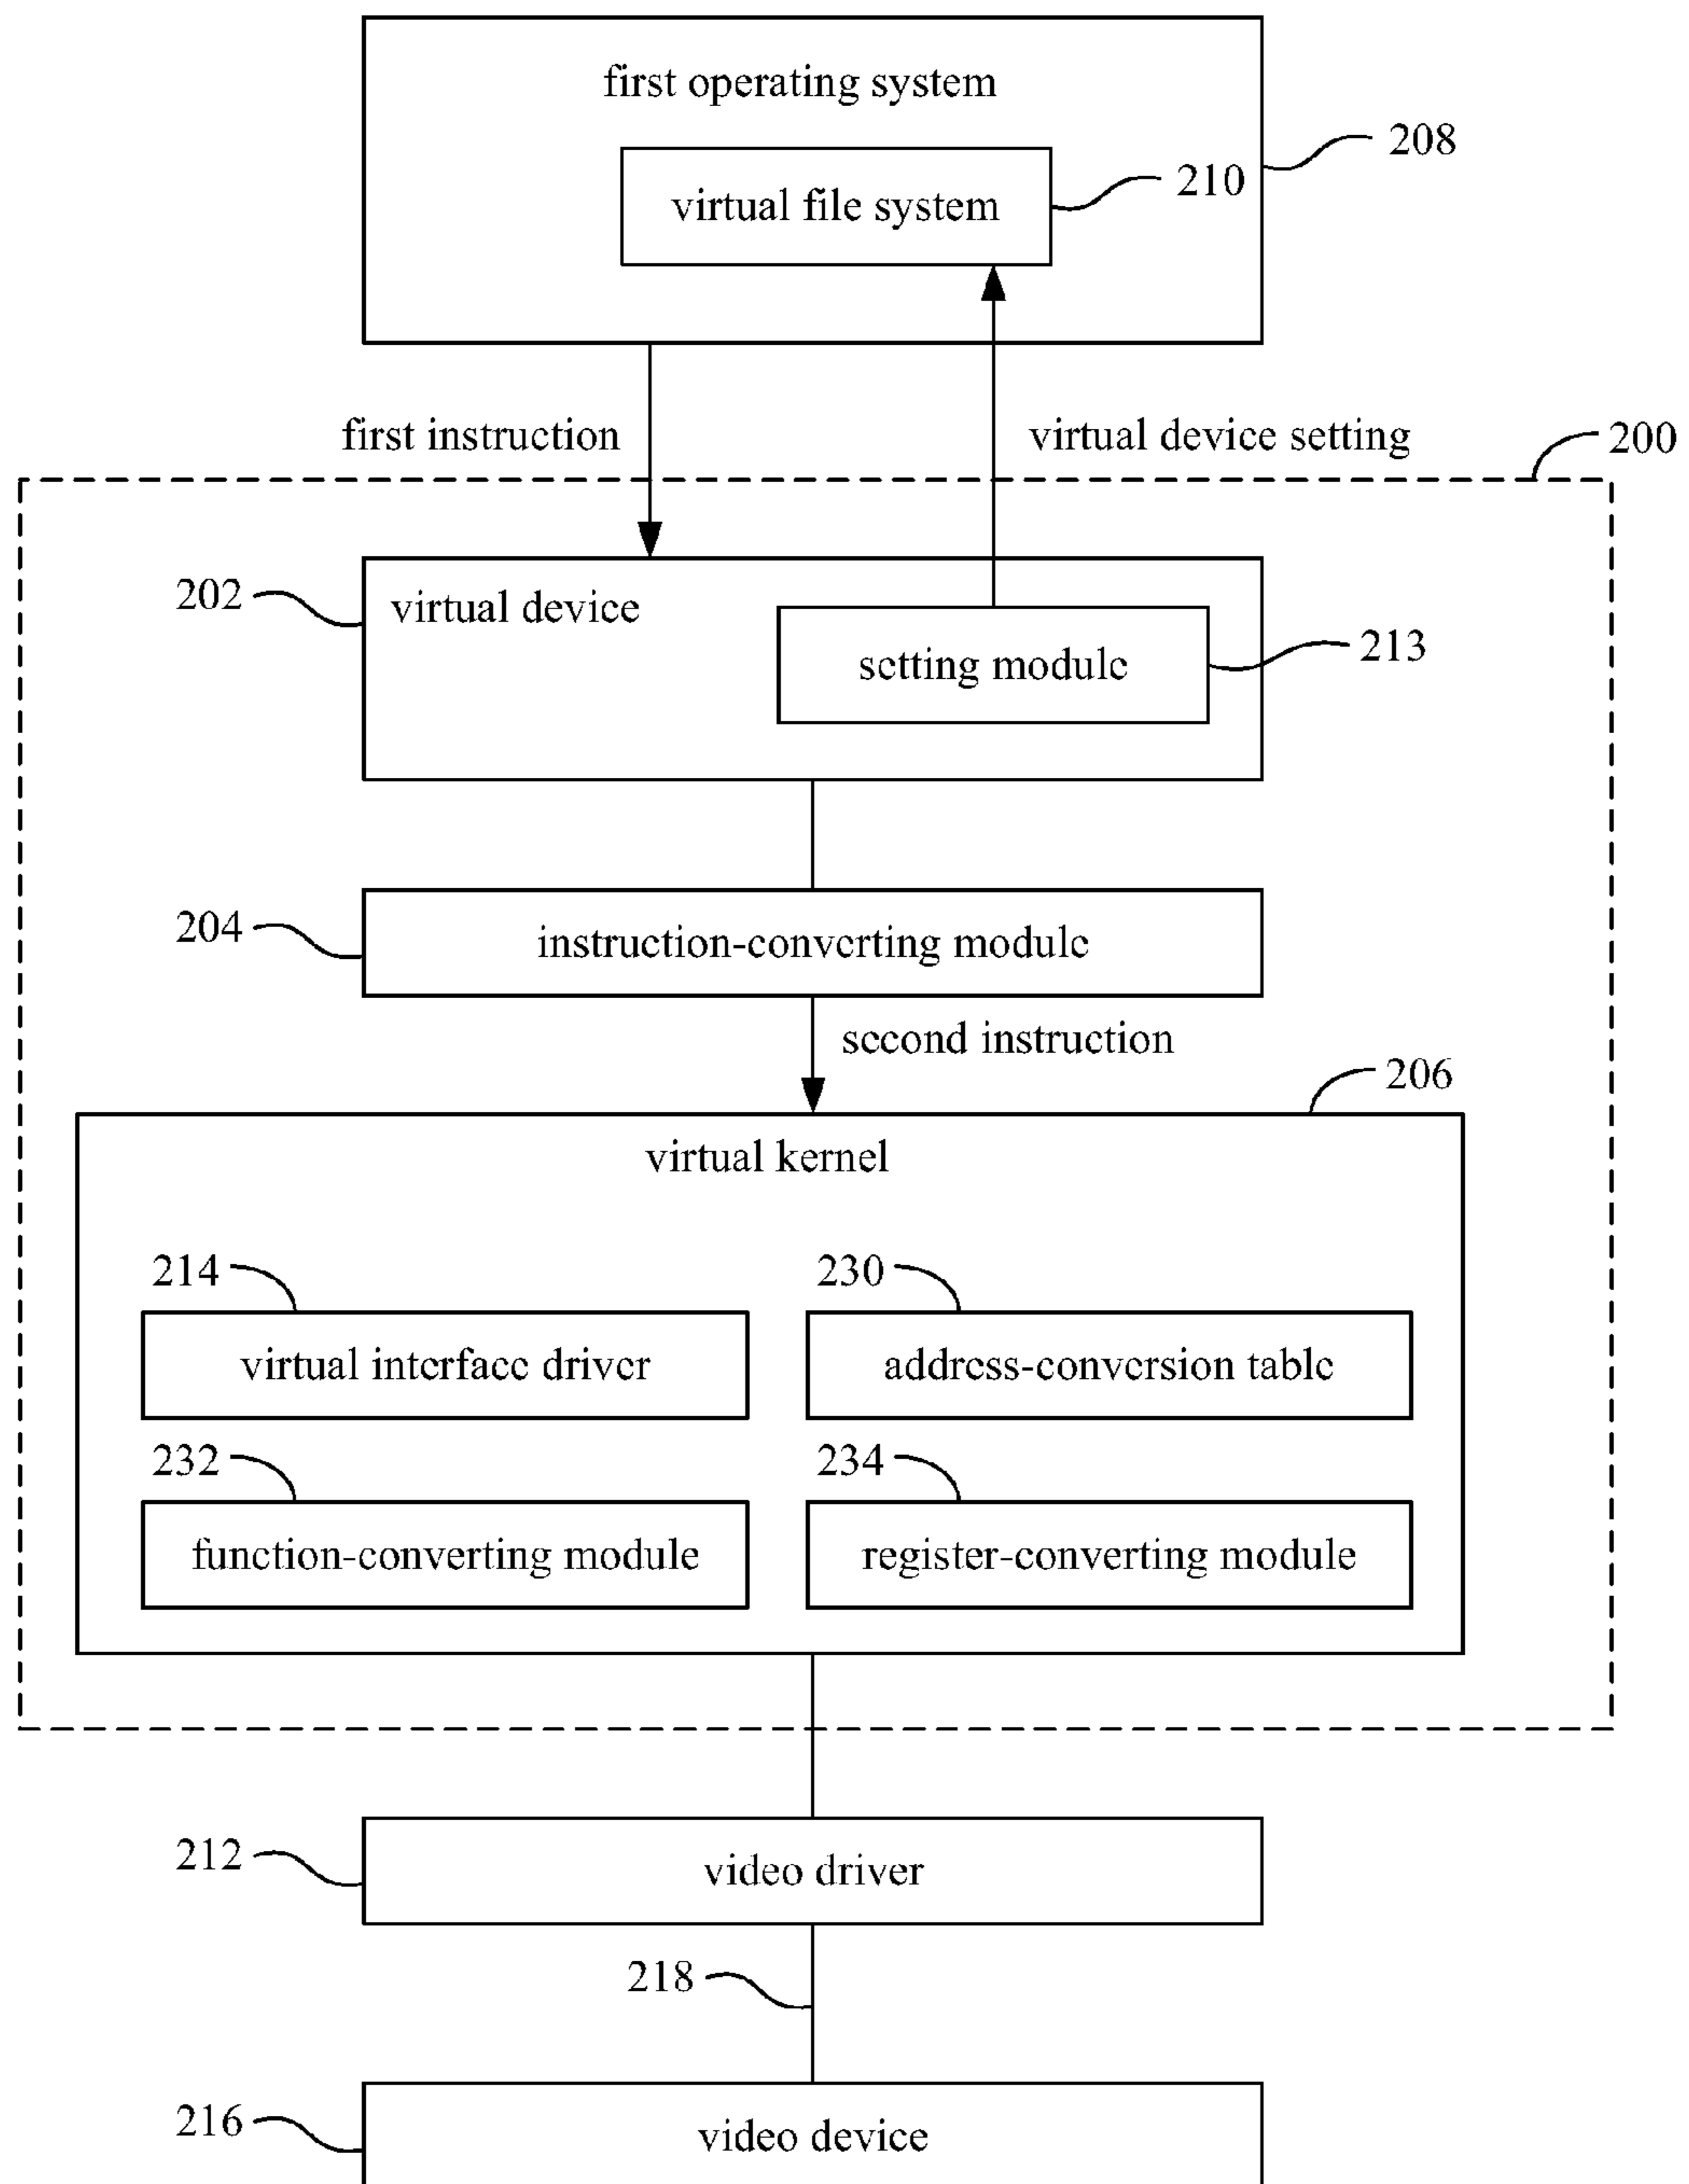 first operating system
208
virtual file system
210
first instruction
virtual device setting
200
202
virtual device
setting module
213
204
instruction-converting module
second instruction
206
virtual kernel
214
230
virtual interface driver
address-conversion table
232
234
function-converting module
register-converting module
212
video driver
218
216
video device